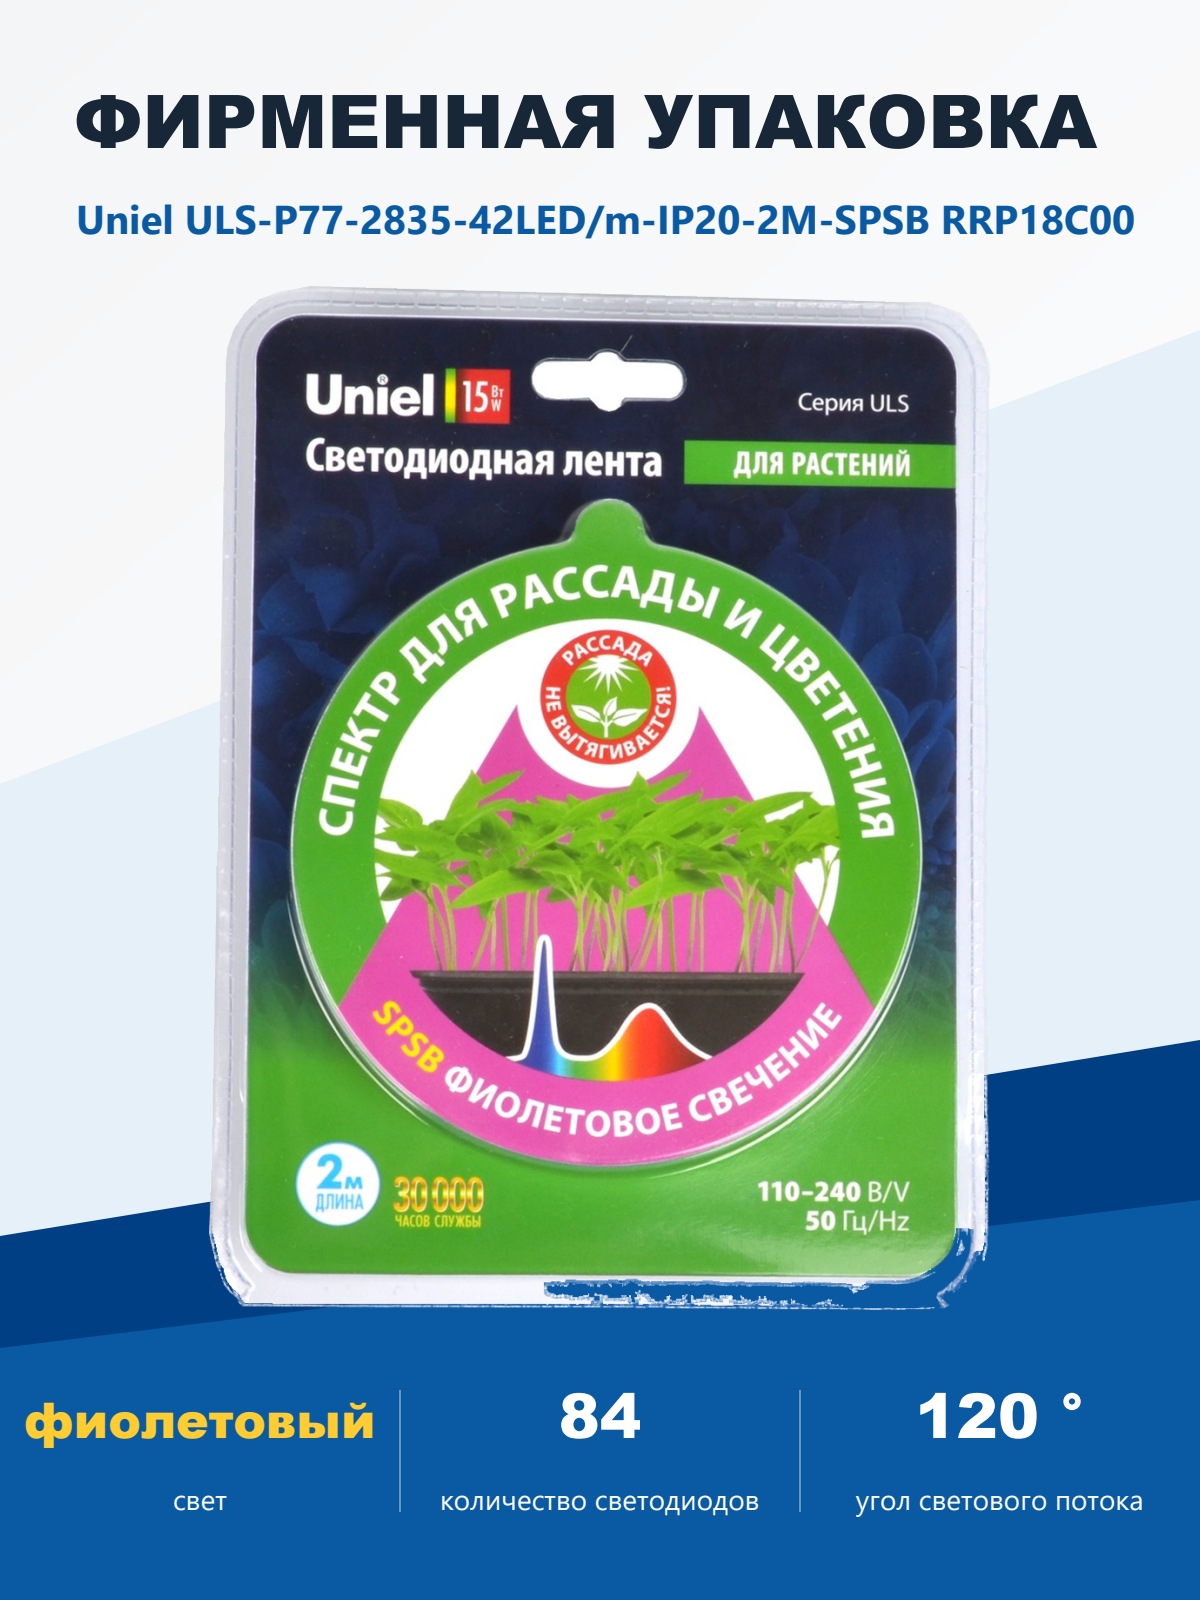 ФИРМЕННАЯ УПАКОВКА
Uniel ULS-P77-2835-42LED/m-IP20-2M-SPSB RRP18C00
Uniel® 15 Вт W
Серия ULS
Светодиодная лента
ДЛЯ РАСТЕНИЙ
СПЕКТР ДЛЯ РАССАДЫ И ЦВЕТЕНИЯ
РАССАДА
НЕ ВЫТЯГИВАЕТСЯ!
SPSB ФИОЛЕТОВОЕ СВЕЧЕНИЕ
2м
ДЛИНА
30 000
ЧАСОВ СЛУЖБЫ
110–240 В/V
50 Гц/Hz
фиолетовый
свет
84
количество светодиодов
120 °
угол светового потока